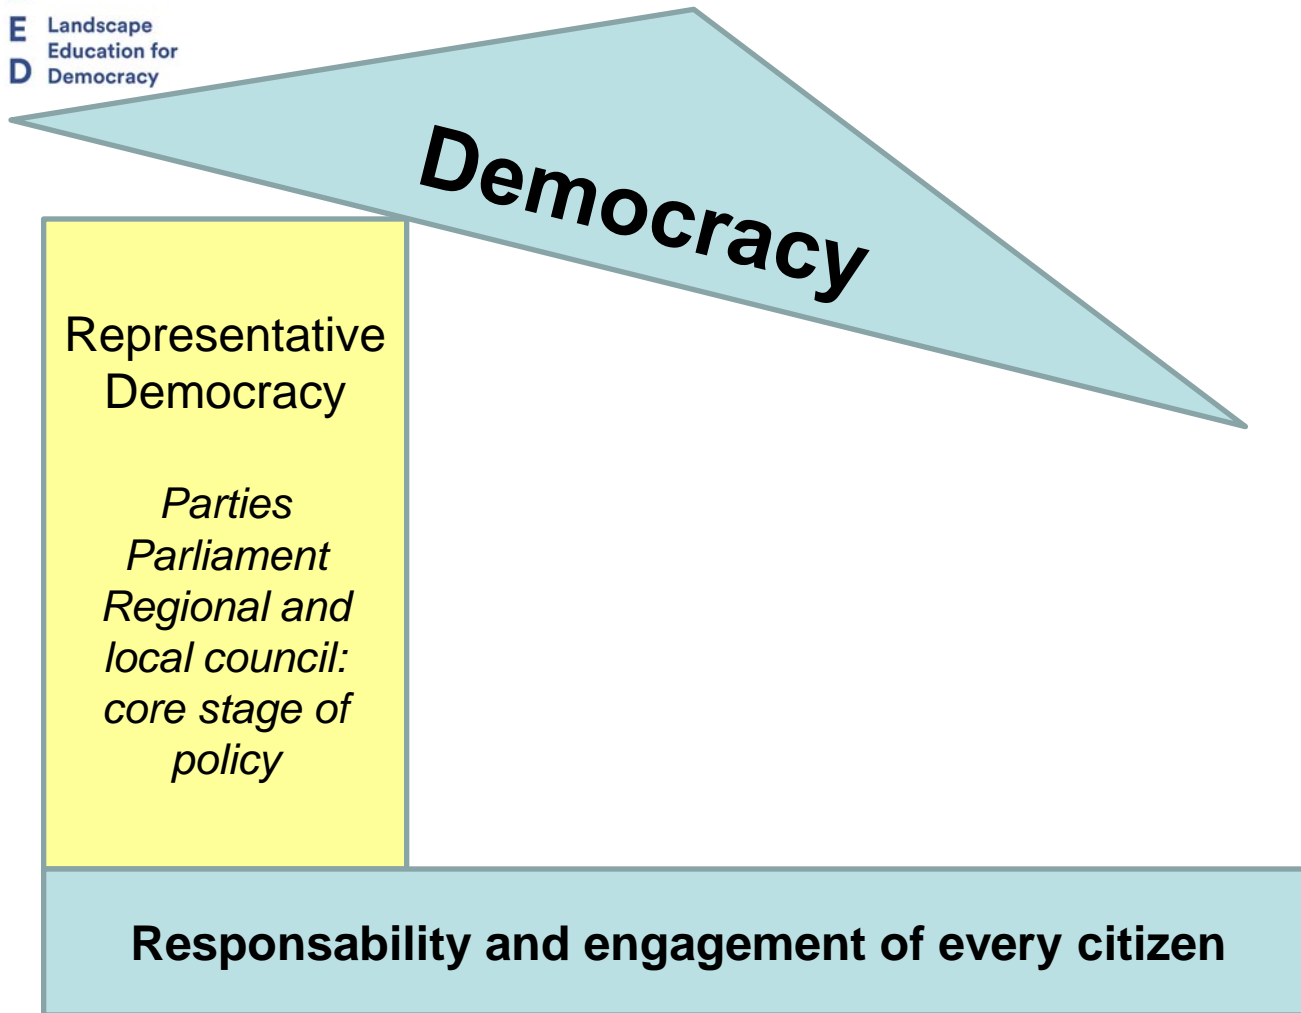 E Landscape
Education for
D Democracy
Democracy
Representative
Democracy
Parties
Parliament
Regional and
local council:
core stage of
policy
Responsability and engagement of every citizen